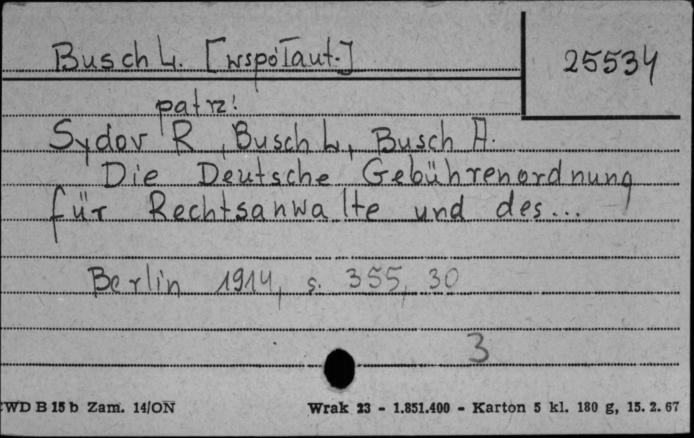 Busch L. [współaut.]
25534
patrz:
Sydov R, Busch L, Busch A.
Die Deutsche Gebührenordnung
für Rechtsanwalte und des...
Berlin 1914, s. 355, 30
3
WD B 15 b Zam. 14/ON Wrak 23 - 1.851.400 - Karton 5 kl. 180 g, 15. 2. 67